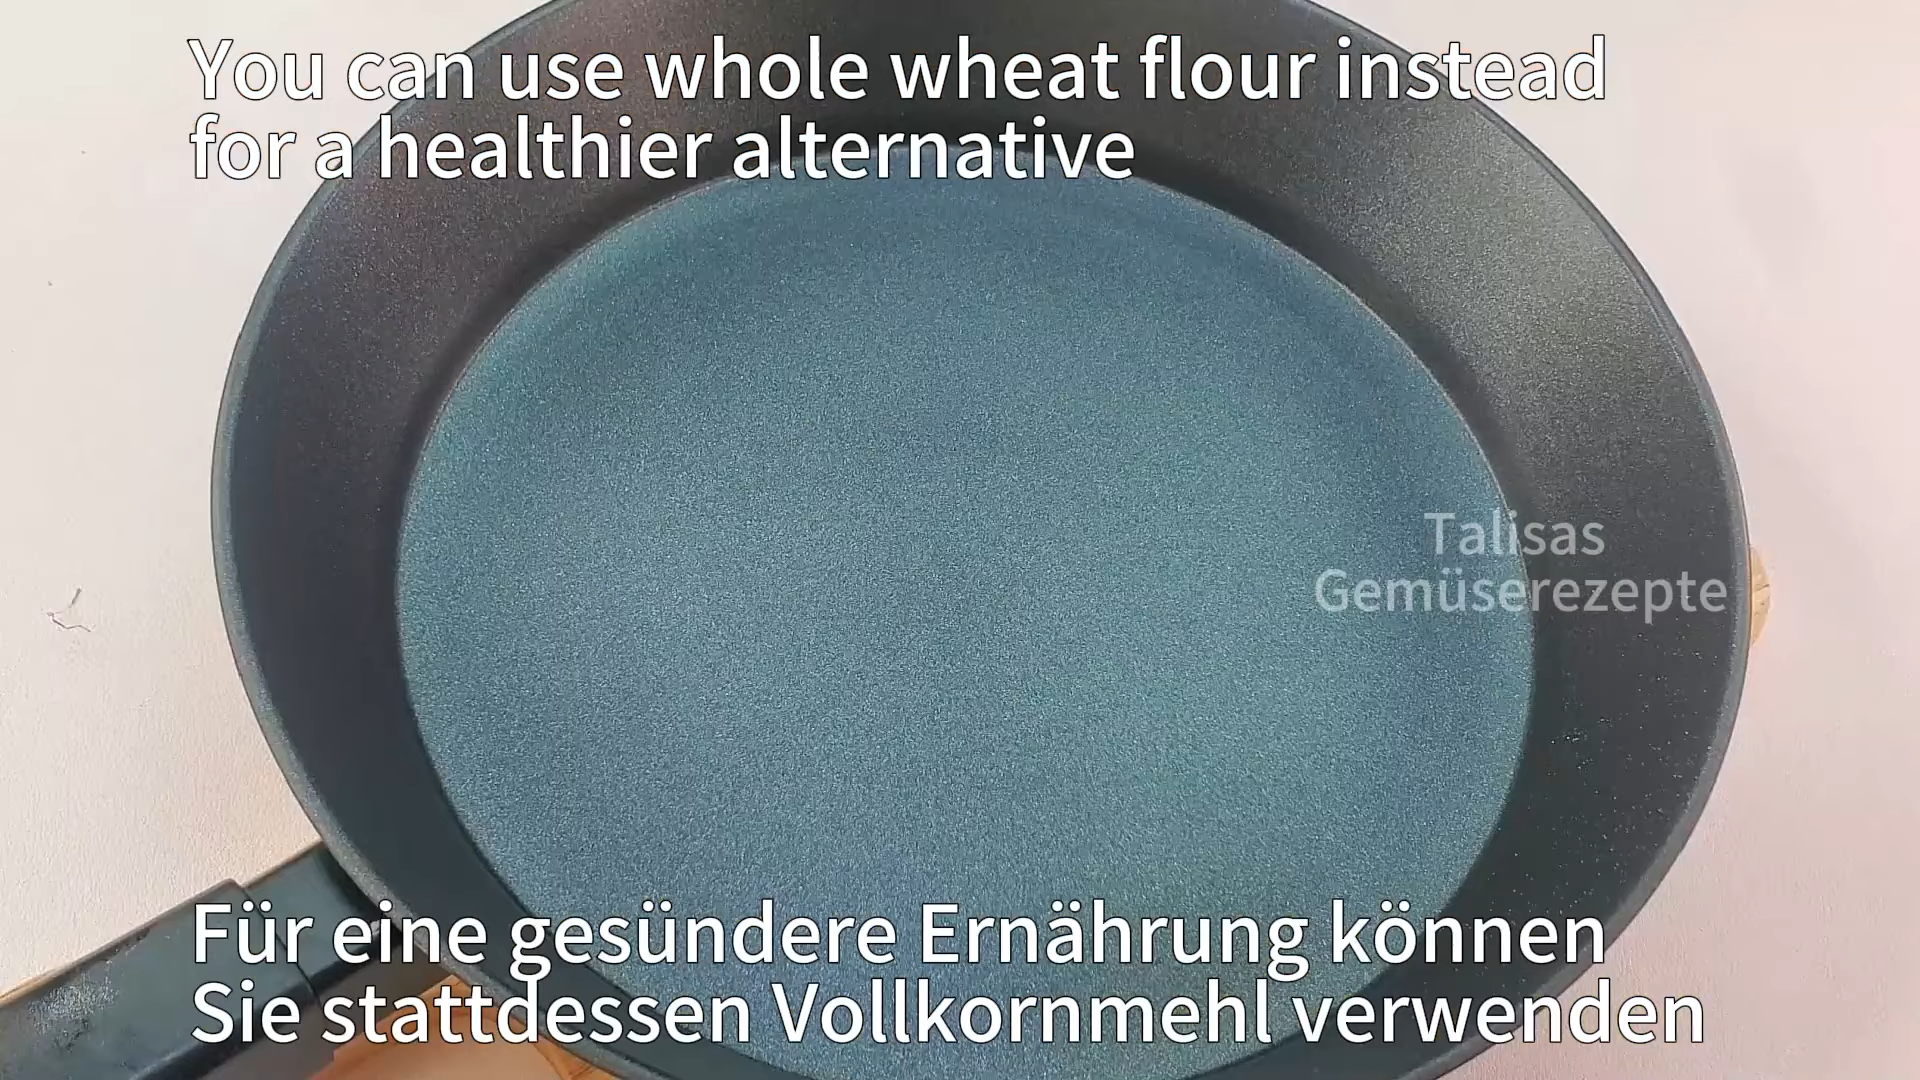 You can use whole wheat flour instead
for a healthier alternative
Talisas
Gemüserezepte
Für eine gesündere Ernährung können
Sie stattdessen Vollkornmehl verwenden